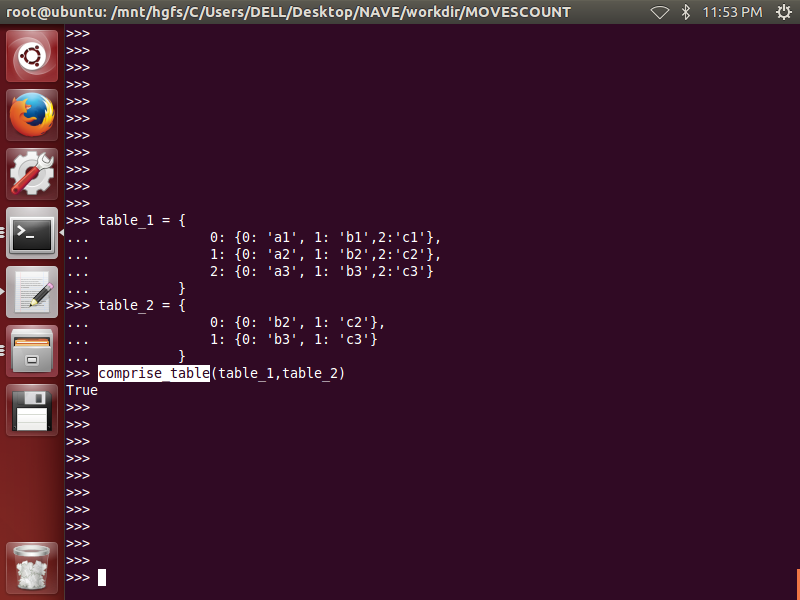 root@ubuntu: /mnt/hgfs/C/Users/DELL/Desktop/NAVE/workdir/MOVESCOUNT 11:53 PM
>>>
>>>
>>>
>>>
>>>
>>>
>>>
>>>
>>>
>>>
>>>
>>> table_1 = {
... 0: {0: 'a1', 1: 'b1',2:'c1'},
... 1: {0: 'a2', 1: 'b2',2:'c2'},
... 2: {0: 'a3', 1: 'b3',2:'c3'}
... }
>>> table_2 = {
... 0: {0: 'b2', 1: 'c2'},
... 1: {0: 'b3', 1: 'c3'}
... }
>>> comprise_table(table_1,table_2)
True
>>>
>>>
>>>
>>>
>>>
>>>
>>>
>>>
>>>
>>>
>>>